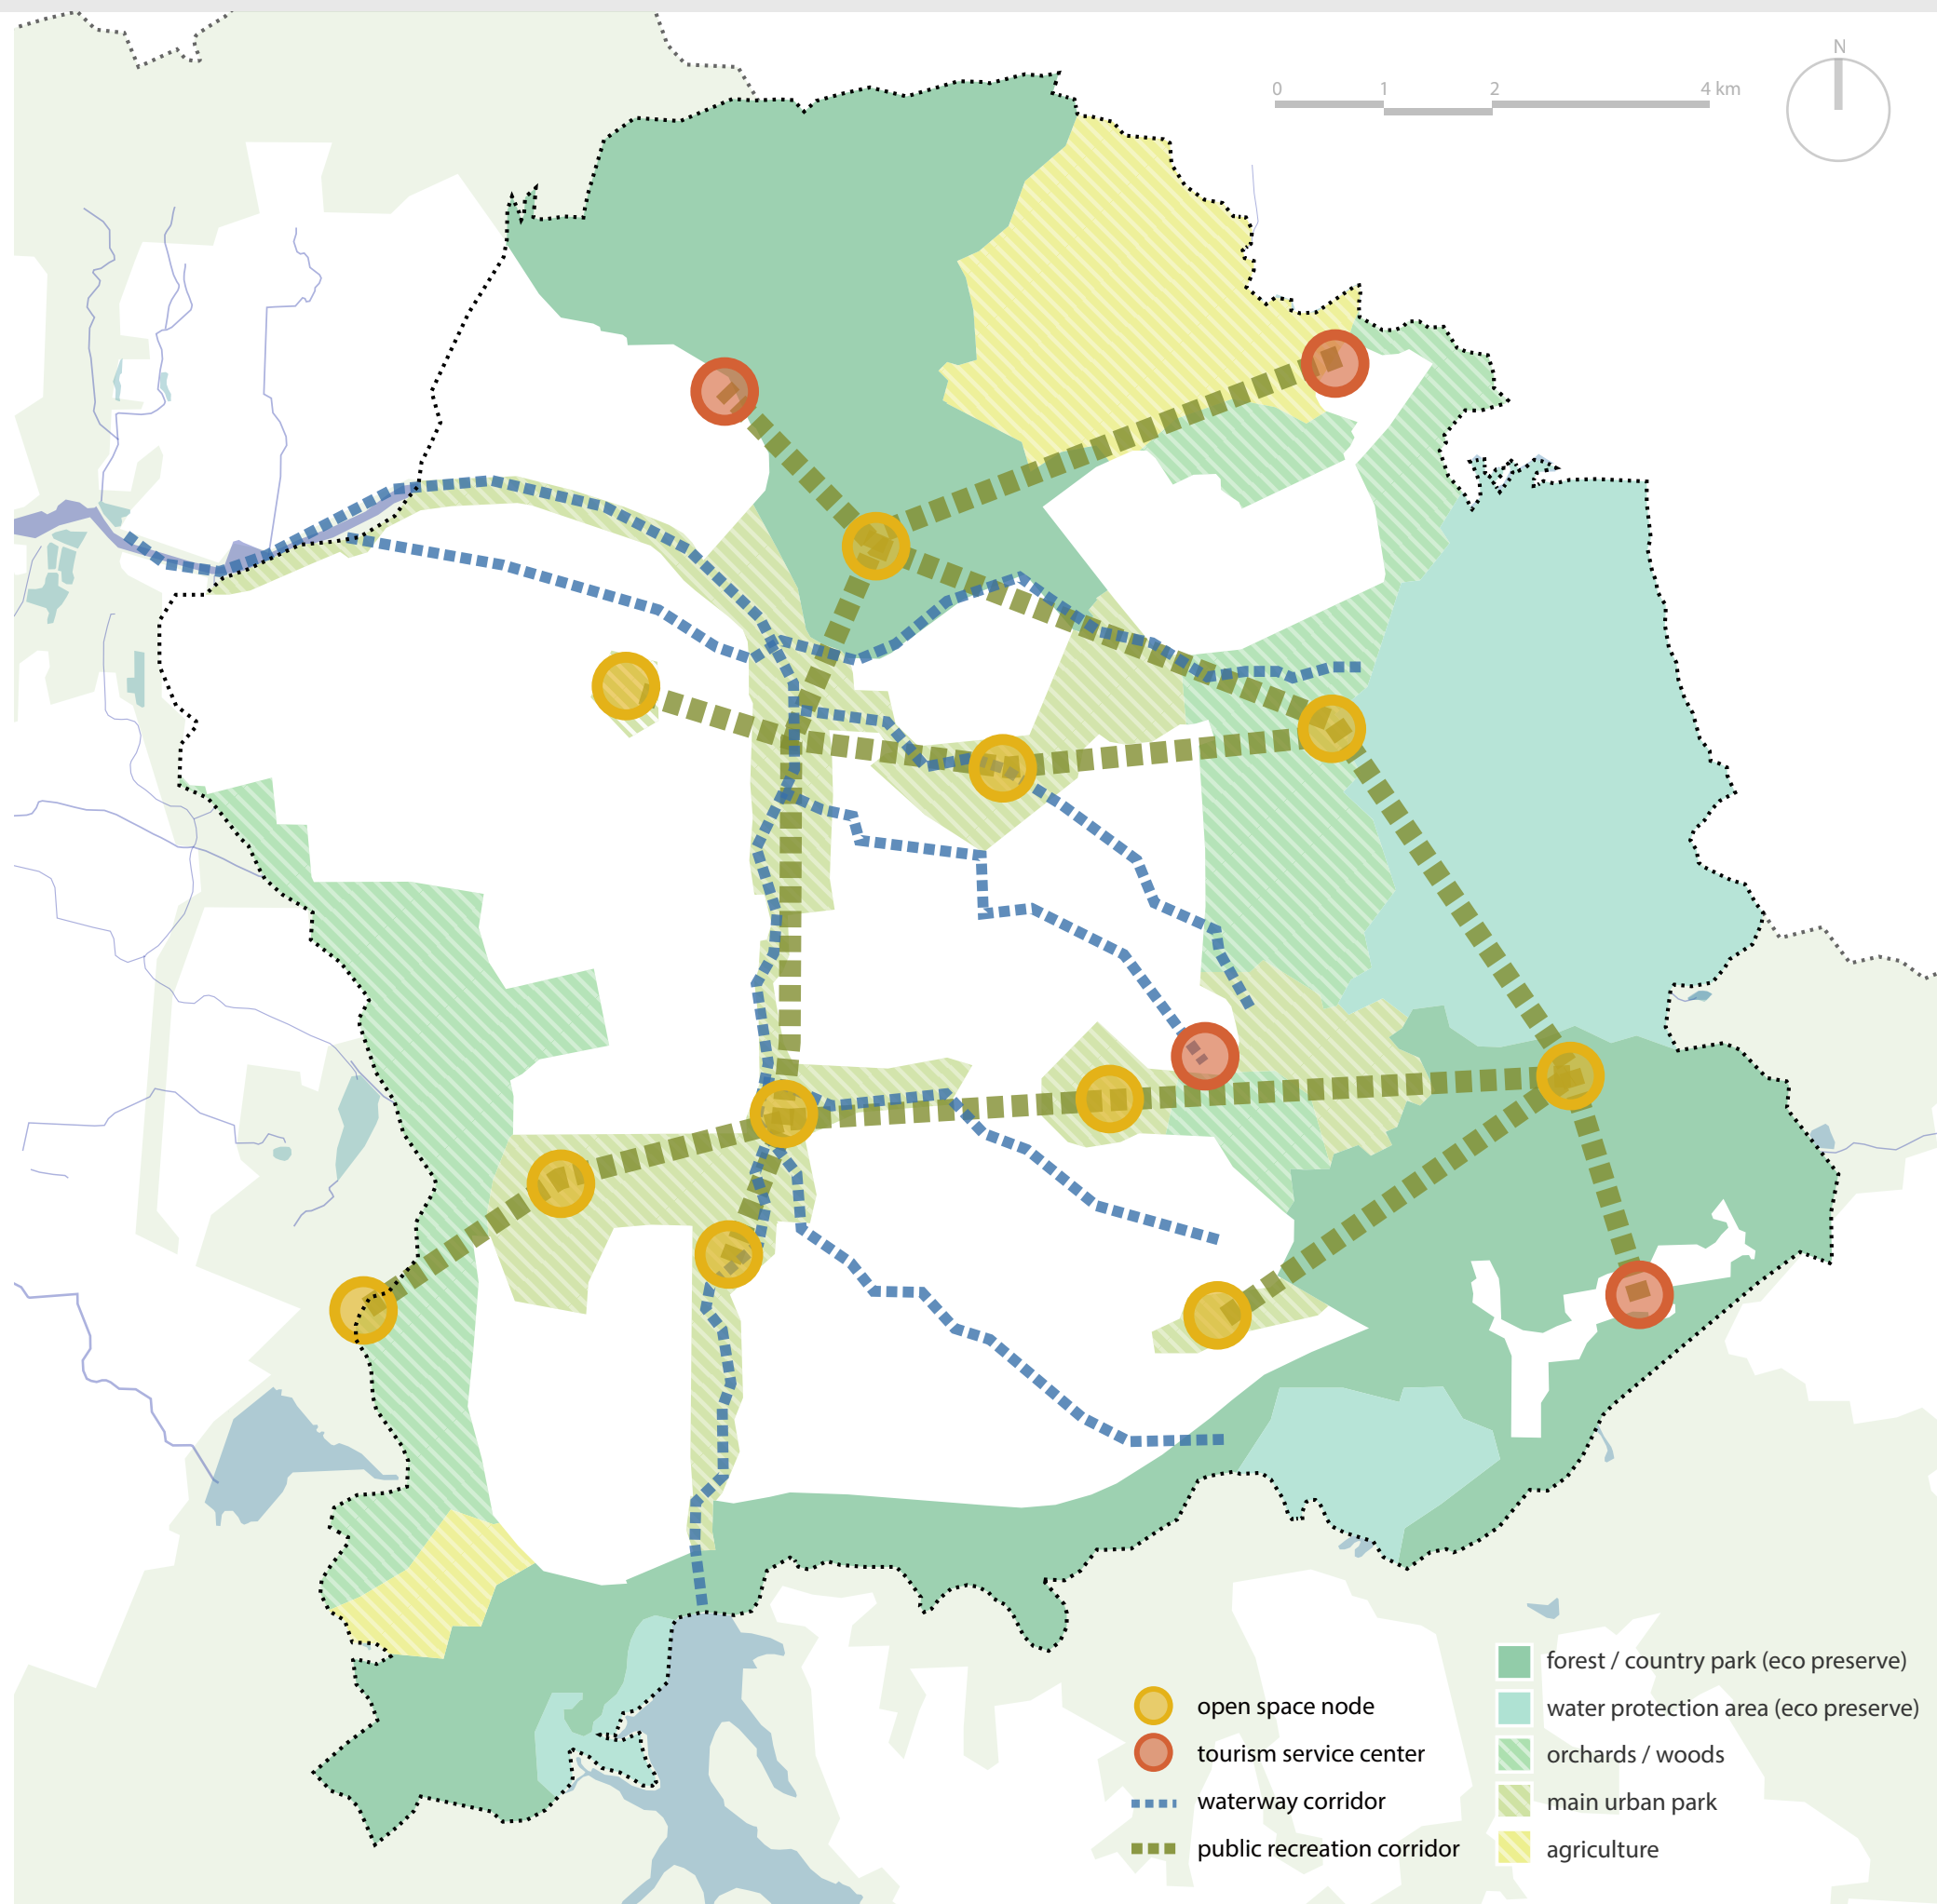 N
0 1 2 4 km
open space node
tourism service center
waterway corridor
public recreation corridor
forest / country park (eco preserve)
water protection area (eco preserve)
orchards / woods
main urban park
agriculture